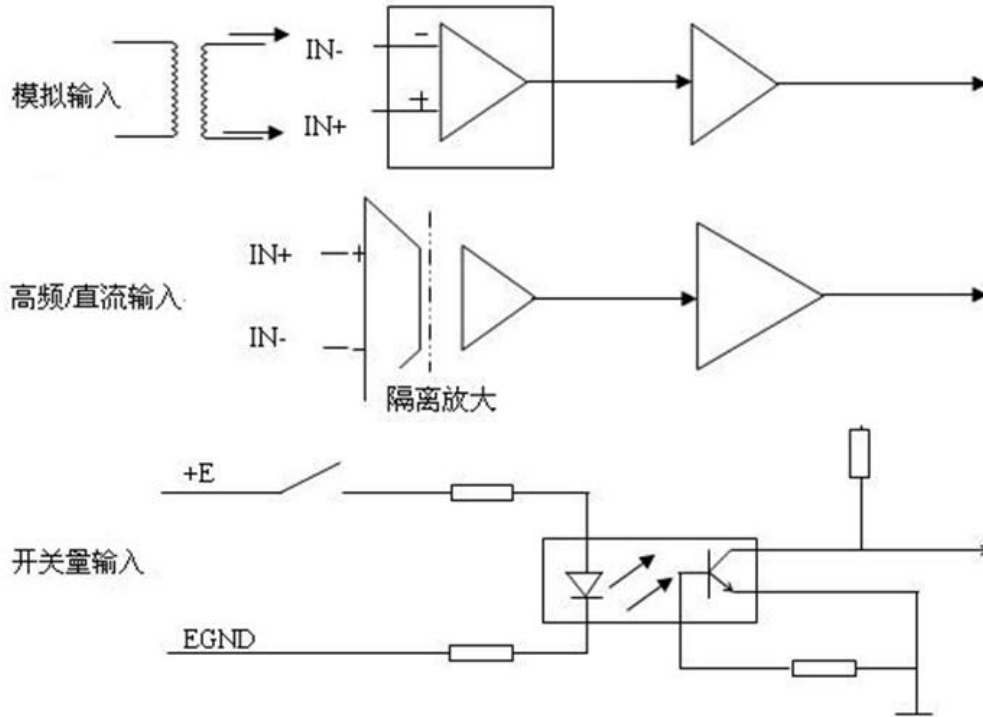 模拟输入
IN-
IN+
-
+
高频/直流输入
IN+
+
IN-
-
隔离放大
开关量输入
+E
EGND